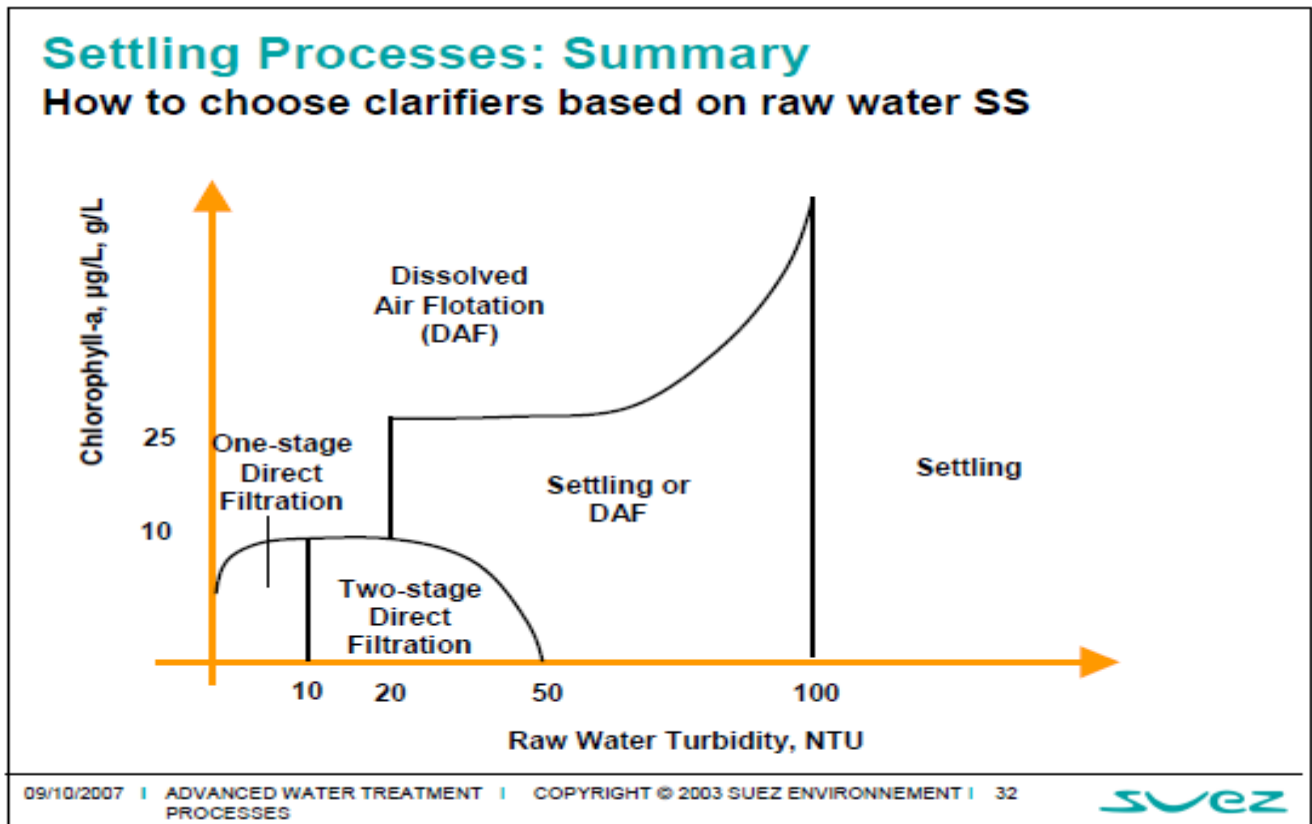 Settling Processes: Summary
How to choose clarifiers based on raw water SS
Chlorophyll-a, µg/L, g/L
Dissolved
Air Flotation
(DAF)
25
One-stage
Direct
Filtration
Settling or
DAF
Settling
10
Two-stage
Direct
Filtration
10
20
50
100
Raw Water Turbidity, NTU
09/10/2007 I ADVANCED WATER TREATMENT I COPYRIGHT © 2003 SUEZ ENVIRONNEMENT I 32
PROCESSES
suez